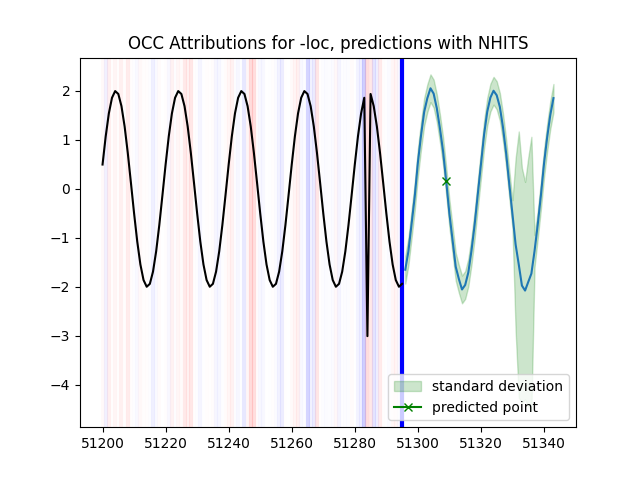 OCC Attributions for -loc, predictions with NHITS
2
1
0
−1
−2
−3
−4
standard deviation
predicted point
51200 51220 51240 51260 51280 51300 51320 51340